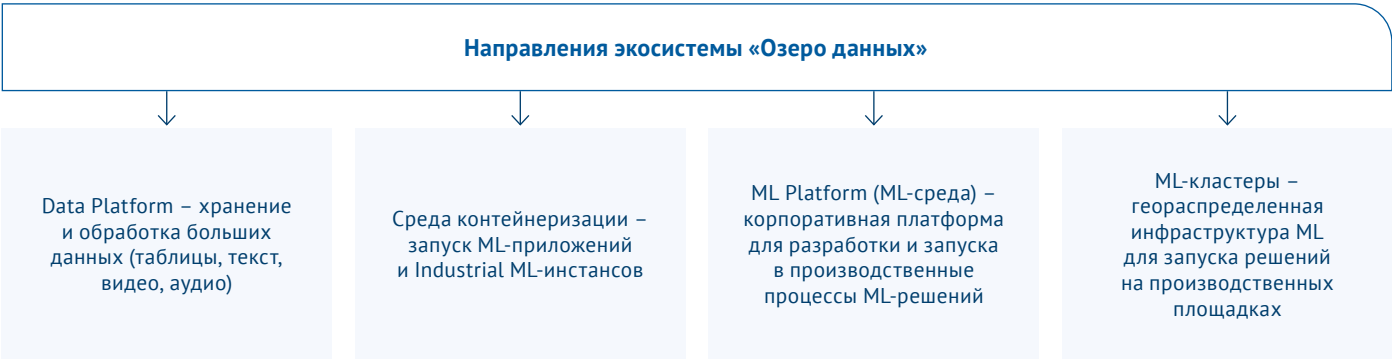 Направления экосистемы «Озеро данных»
Data Platform – хранение
и обработка больших
данных (таблицы, текст,
видео, аудио)
Среда контейнеризации –
запуск ML-приложений
и Industrial ML-инстансов
ML Platform (ML-среда) –
корпоративная платформа
для разработки и запуска
в производственные
процессы ML-решений
ML-кластеры –
геораспределенная
инфраструктура ML
для запуска решений
на производственных
площадках